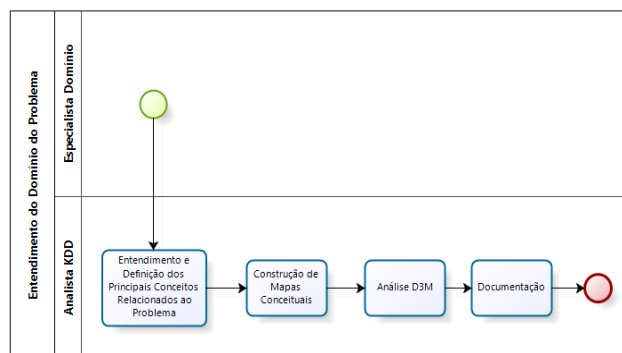 Entendimento do Domínio do Problema
Especialista Domínio
Analista KDD
Entendimento e
Definição dos
Principais Conceitos
Relacionados ao
Problema
Construção de
Mapas
Conceituais
Análise D3M
Documentação